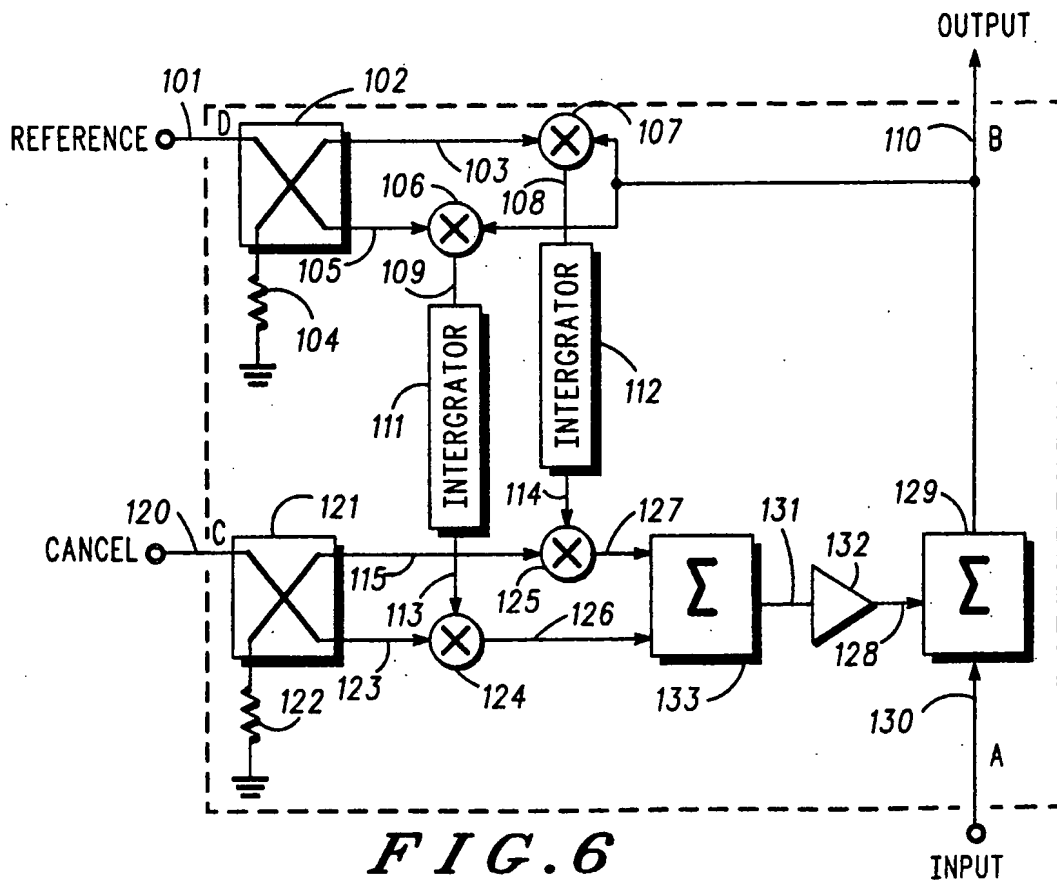 OUTPUT
101
102
REFERENCE
D
107
110
B
103
106
108
105
109
104
INTERGRATOR
111
INTERGRATOR
112
114
129
120
121
127
131
132
CANCEL
C
Σ
Σ
115
125
113
126
128
123
124
133
122
130
A
FIG.6
INPUT